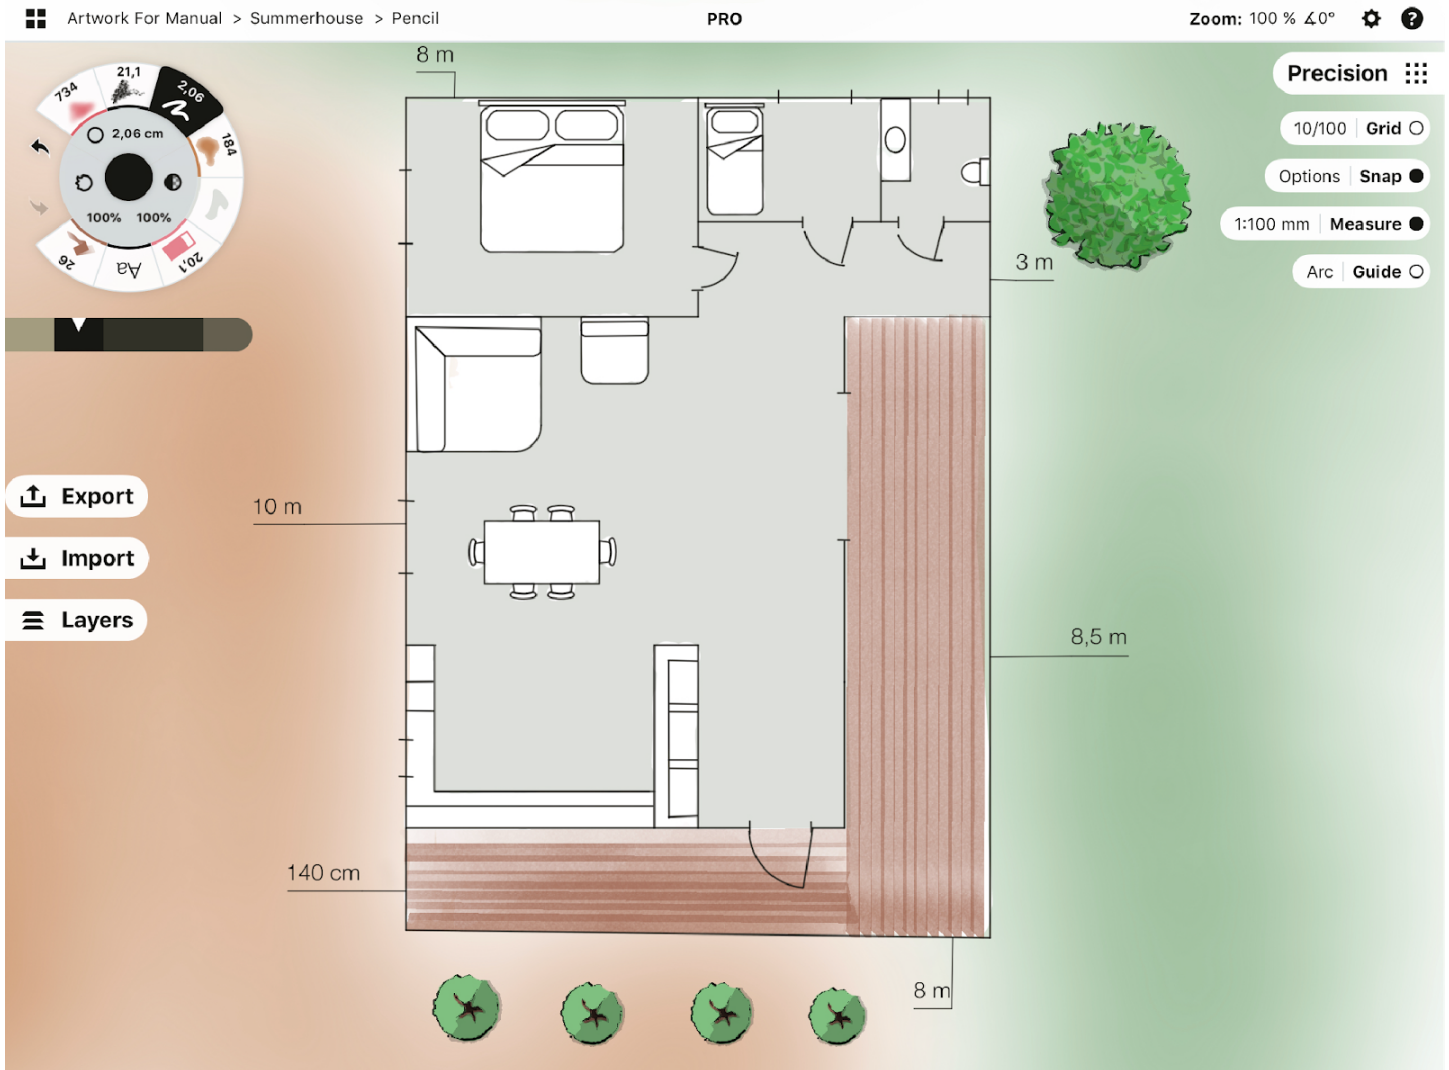 Artwork For Manual > Summerhouse > Pencil
PRO
Zoom: 100 % ∡0°
?
8 m
Precision
734
21,1
2,06
184
2,06 cm
100% 100%
26
Aa
20,1
10/100 Grid
Options Snap
1:100 mm Measure
Arc Guide
3 m
Export
Import
Layers
10 m
8,5 m
140 cm
8 m